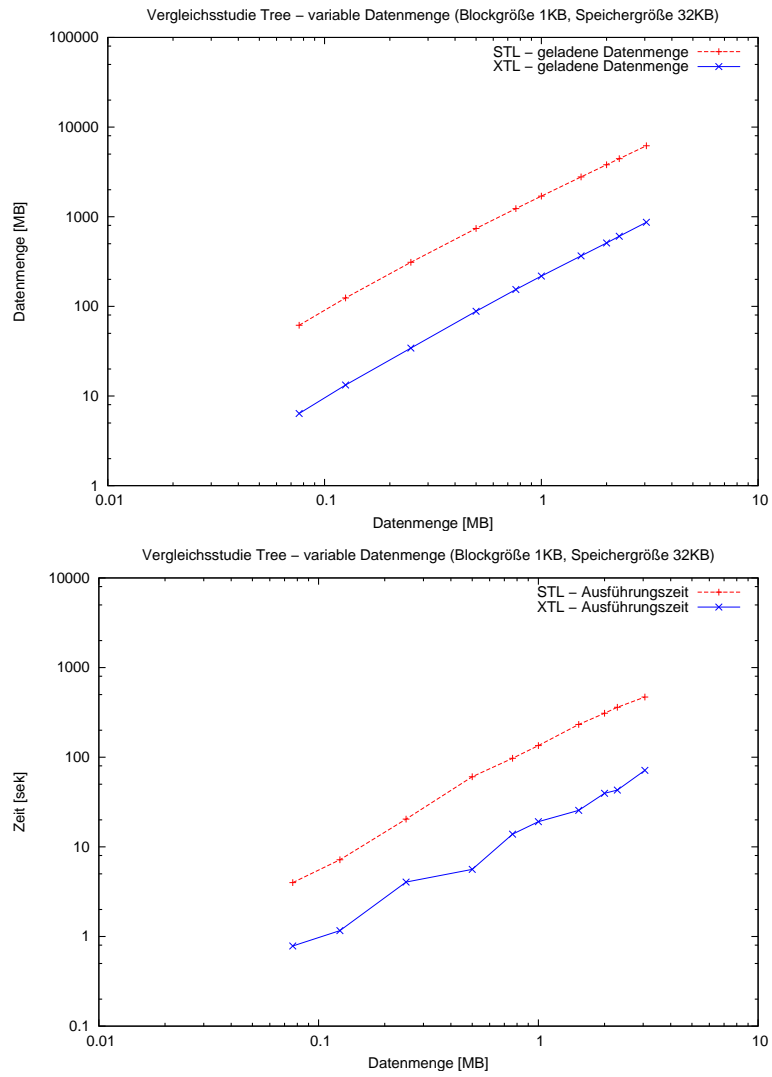 Vergleichsstudie Tree – variable Datenmenge (Blockgröße 1KB, Speichergröße 32KB)
100000
STL – geladene Datenmenge
XTL – geladene Datenmenge
10000
1000
Datenmenge [MB]
100
10
1
0.01 0.1 1 10
Datenmenge [MB]
Vergleichsstudie Tree – variable Datenmenge (Blockgröße 1KB, Speichergröße 32KB)
10000
STL – Ausführungszeit
XTL – Ausführungszeit
1000
100
Zeit [sek]
10
1
0.1
0.01 0.1 1 10
Datenmenge [MB]